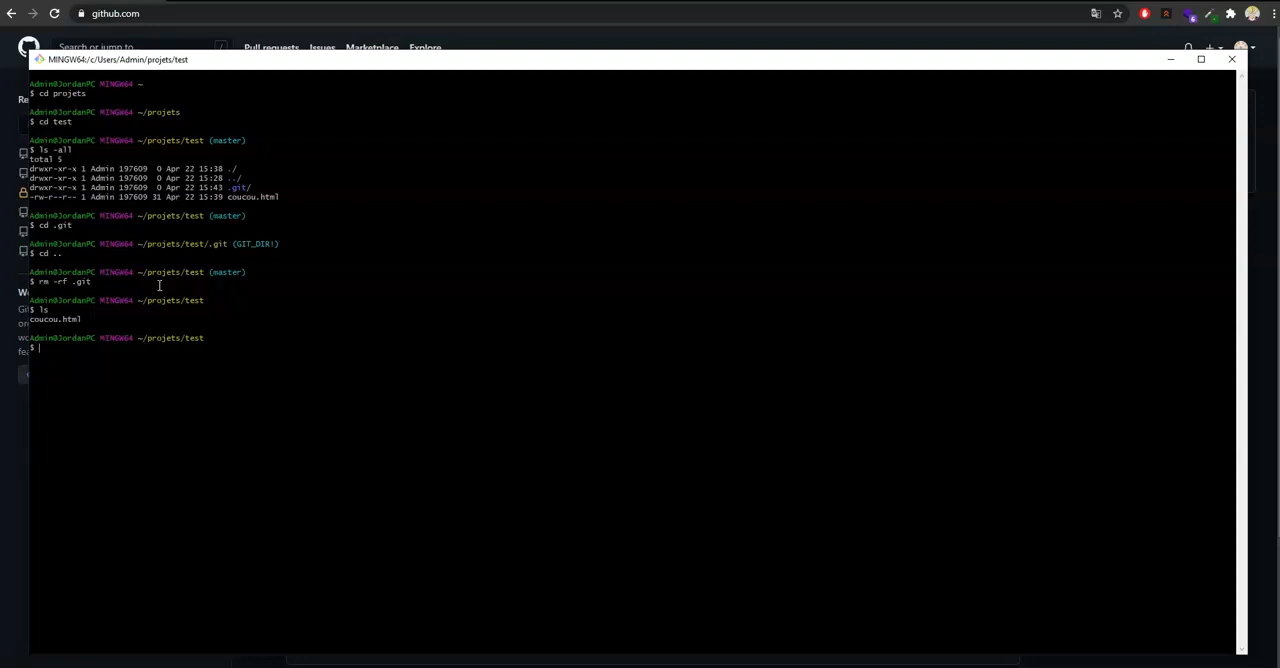 github.com
6
Search or jump to...
/
Pull requests Issues Marketplace Explore
MINGW64:/c/Users/Admin/projets/test
Admin@JordanPC MINGW64 ~
$ cd projets
Admin@JordanPC MINGW64 ~/projets
$ cd test
Admin@JordanPC MINGW64 ~/projets/test (master)
$ ls -all
total 5
drwxr-xr-x 1 Admin 197609 0 Apr 22 15:38 ./
drwxr-xr-x 1 Admin 197609 0 Apr 22 15:28 ../
drwxr-xr-x 1 Admin 197609 0 Apr 22 15:43 .git/
-rw-r--r-- 1 Admin 197609 31 Apr 22 15:39 coucou.html
Admin@JordanPC MINGW64 ~/projets/test (master)
$ cd .git
Admin@JordanPC MINGW64 ~/projets/test/.git (GIT_DIR!)
$ cd ..
Admin@JordanPC MINGW64 ~/projets/test (master)
$ rm -rf .git
Admin@JordanPC MINGW64 ~/projets/test
$ ls
coucou.html
Admin@JordanPC MINGW64 ~/projets/test
$